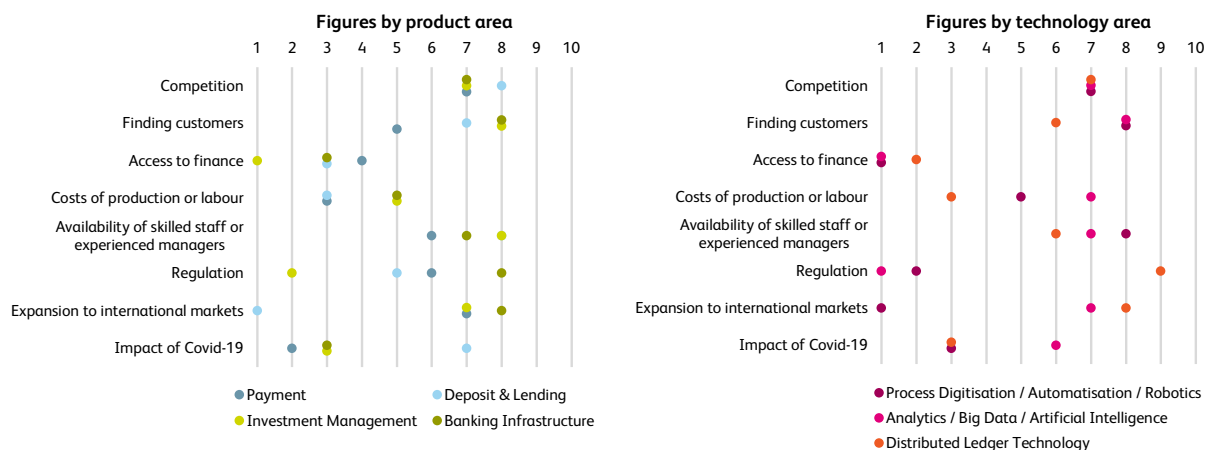 Figures by product area
1 2 3 4 5 6 7 8 9 10
Competition
Finding customers
Access to finance
Costs of production or labour
Availability of skilled staff or
experienced managers
Regulation
Expansion to international markets
Impact of Covid-19
Payment
Deposit & Lending
Investment Management
Banking Infrastructure
Figures by technology area
1 2 3 4 5 6 7 8 9 10
Competition
Finding customers
Access to finance
Costs of production or labour
Availability of skilled staff or
experienced managers
Regulation
Expansion to international markets
Impact of Covid-19
Process Digitisation / Automatisation / Robotics
Analytics / Big Data / Artificial Intelligence
Distributed Ledger Technology